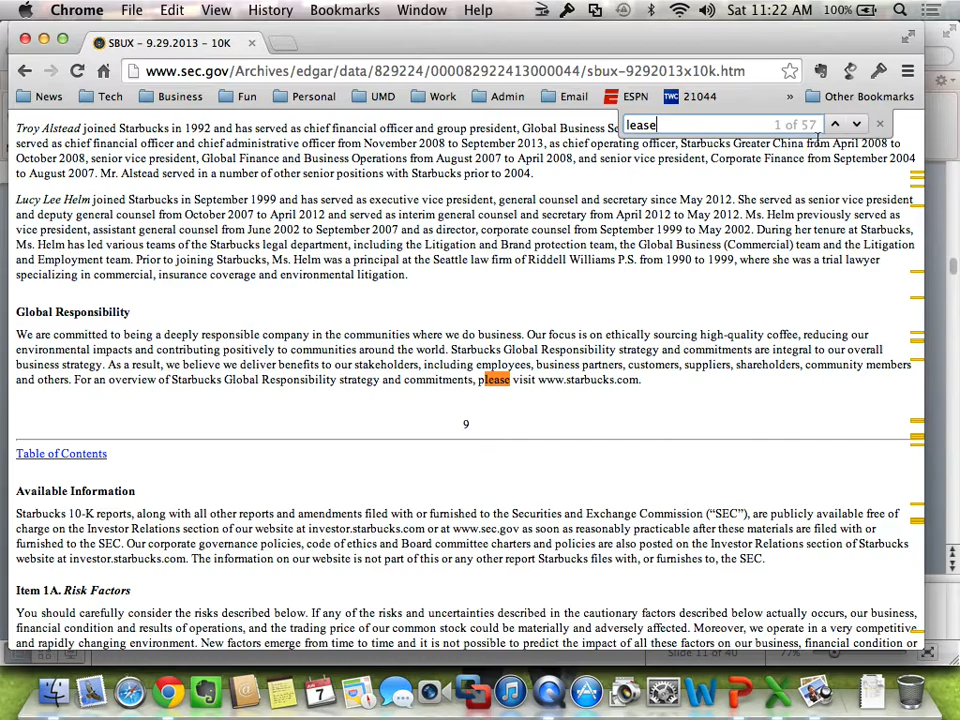 Chrome File Edit View History Bookmarks Window Help Sat 11:22 AM 100%
SBUX - 9.29.2013 - 10K
www.sec.gov/Archives/edgar/data/829224/000082922413000044/sbux-9292013x10k.htm
News Tech Business Fun Personal UMD Work Admin Email ESPN TWC 21044 » Other Bookmarks
lease 1 of 57
Troy Alstead joined Starbucks in 1992 and has served as chief financial officer and group president, Global Business Se
served as chief financial officer and chief administrative officer from November 2008 to September 2013, as chief operating officer, Starbucks Greater China from April 2008 to
October 2008, senior vice president, Global Finance and Business Operations from August 2007 to April 2008, and senior vice president, Corporate Finance from September 2004
to August 2007. Mr. Alstead served in a number of other senior positions with Starbucks prior to 2004.
Lucy Lee Helm joined Starbucks in September 1999 and has served as executive vice president, general counsel and secretary since May 2012. She served as senior vice president
and deputy general counsel from October 2007 to April 2012 and served as interim general counsel and secretary from April 2012 to May 2012. Ms. Helm previously served as
vice president, assistant general counsel from June 2002 to September 2007 and as director, corporate counsel from September 1999 to May 2002. During her tenure at Starbucks,
Ms. Helm has led various teams of the Starbucks legal department, including the Litigation and Brand protection team, the Global Business (Commercial) team and the Litigation
and Employment team. Prior to joining Starbucks, Ms. Helm was a principal at the Seattle law firm of Riddell Williams P.S. from 1990 to 1999, where she was a trial lawyer
specializing in commercial, insurance coverage and environmental litigation.
Global Responsibility
We are committed to being a deeply responsible company in the communities where we do business. Our focus is on ethically sourcing high-quality coffee, reducing our
environmental impacts and contributing positively to communities around the world. Starbucks Global Responsibility strategy and commitments are integral to our overall
business strategy. As a result, we believe we deliver benefits to our stakeholders, including employees, business partners, customers, suppliers, shareholders, community members
and others. For an overview of Starbucks Global Responsibility strategy and commitments, please visit www.starbucks.com.
9
Table of Contents
Available Information
Starbucks 10-K reports, along with all other reports and amendments filed with or furnished to the Securities and Exchange Commission (“SEC”), are publicly available free of
charge on the Investor Relations section of our website at investor.starbucks.com or at www.sec.gov as soon as reasonably practicable after these materials are filed with or
furnished to the SEC. Our corporate governance policies, code of ethics and Board committee charters and policies are also posted on the Investor Relations section of Starbucks
website at investor.starbucks.com. The information on our website is not part of this or any other report Starbucks files with, or furnishes to, the SEC.
Item 1A. Risk Factors
You should carefully consider the risks described below. If any of the risks and uncertainties described in the cautionary factors described below actually occurs, our business,
financial condition and results of operations, and the trading price of our common stock could be materially and adversely affected. Moreover, we operate in a very competitive
and rapidly changing environment. New factors emerge from time to time and it is not possible to predict the impact of all these factors on our business, financial condition or
Slide 11 of 40 77%
7